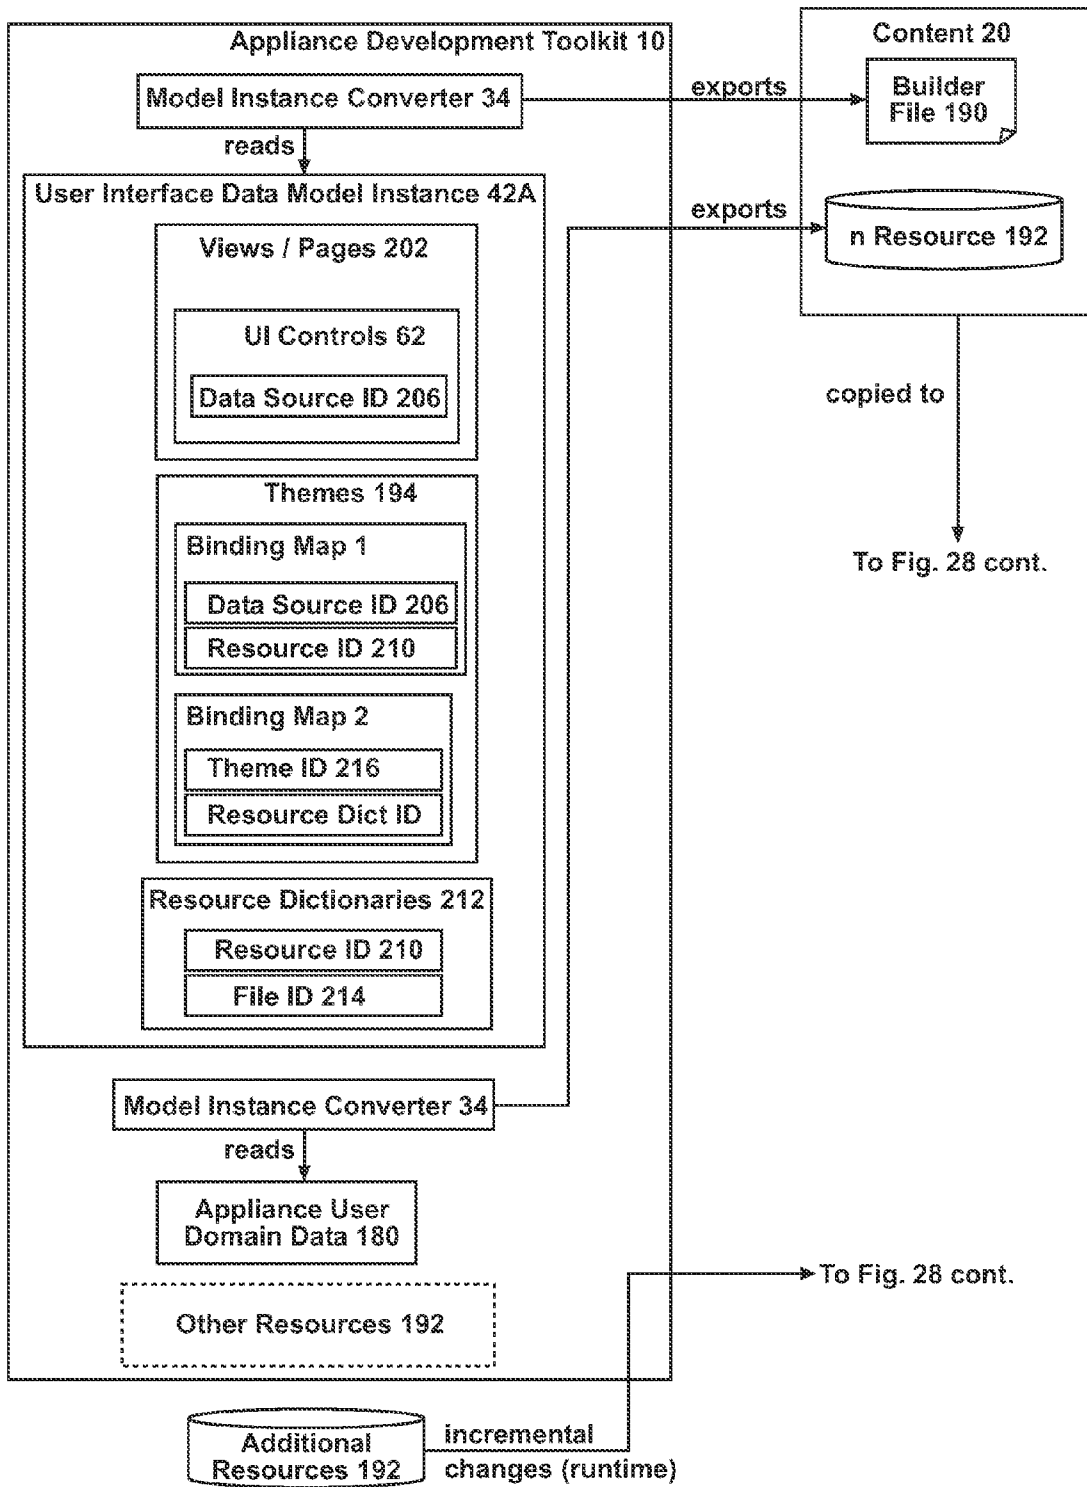 Appliance Development Toolkit 10
Model Instance Converter 34
exports
Content 20
Builder
File 190
reads
User Interface Data Model Instance 42A
exports
n Resource 192
Views / Pages 202
UI Controls 62
Data Source ID 206
copied to
To Fig. 28 cont.
Themes 194
Binding Map 1
Data Source ID 206
Resource ID 210
Binding Map 2
Theme ID 216
Resource Dict ID
Resource Dictionaries 212
Resource ID 210
File ID 214
Model Instance Converter 34
reads
Appliance User
Domain Data 180
To Fig. 28 cont.
Other Resources 192
Additional
Resources 192
incremental
changes (runtime)